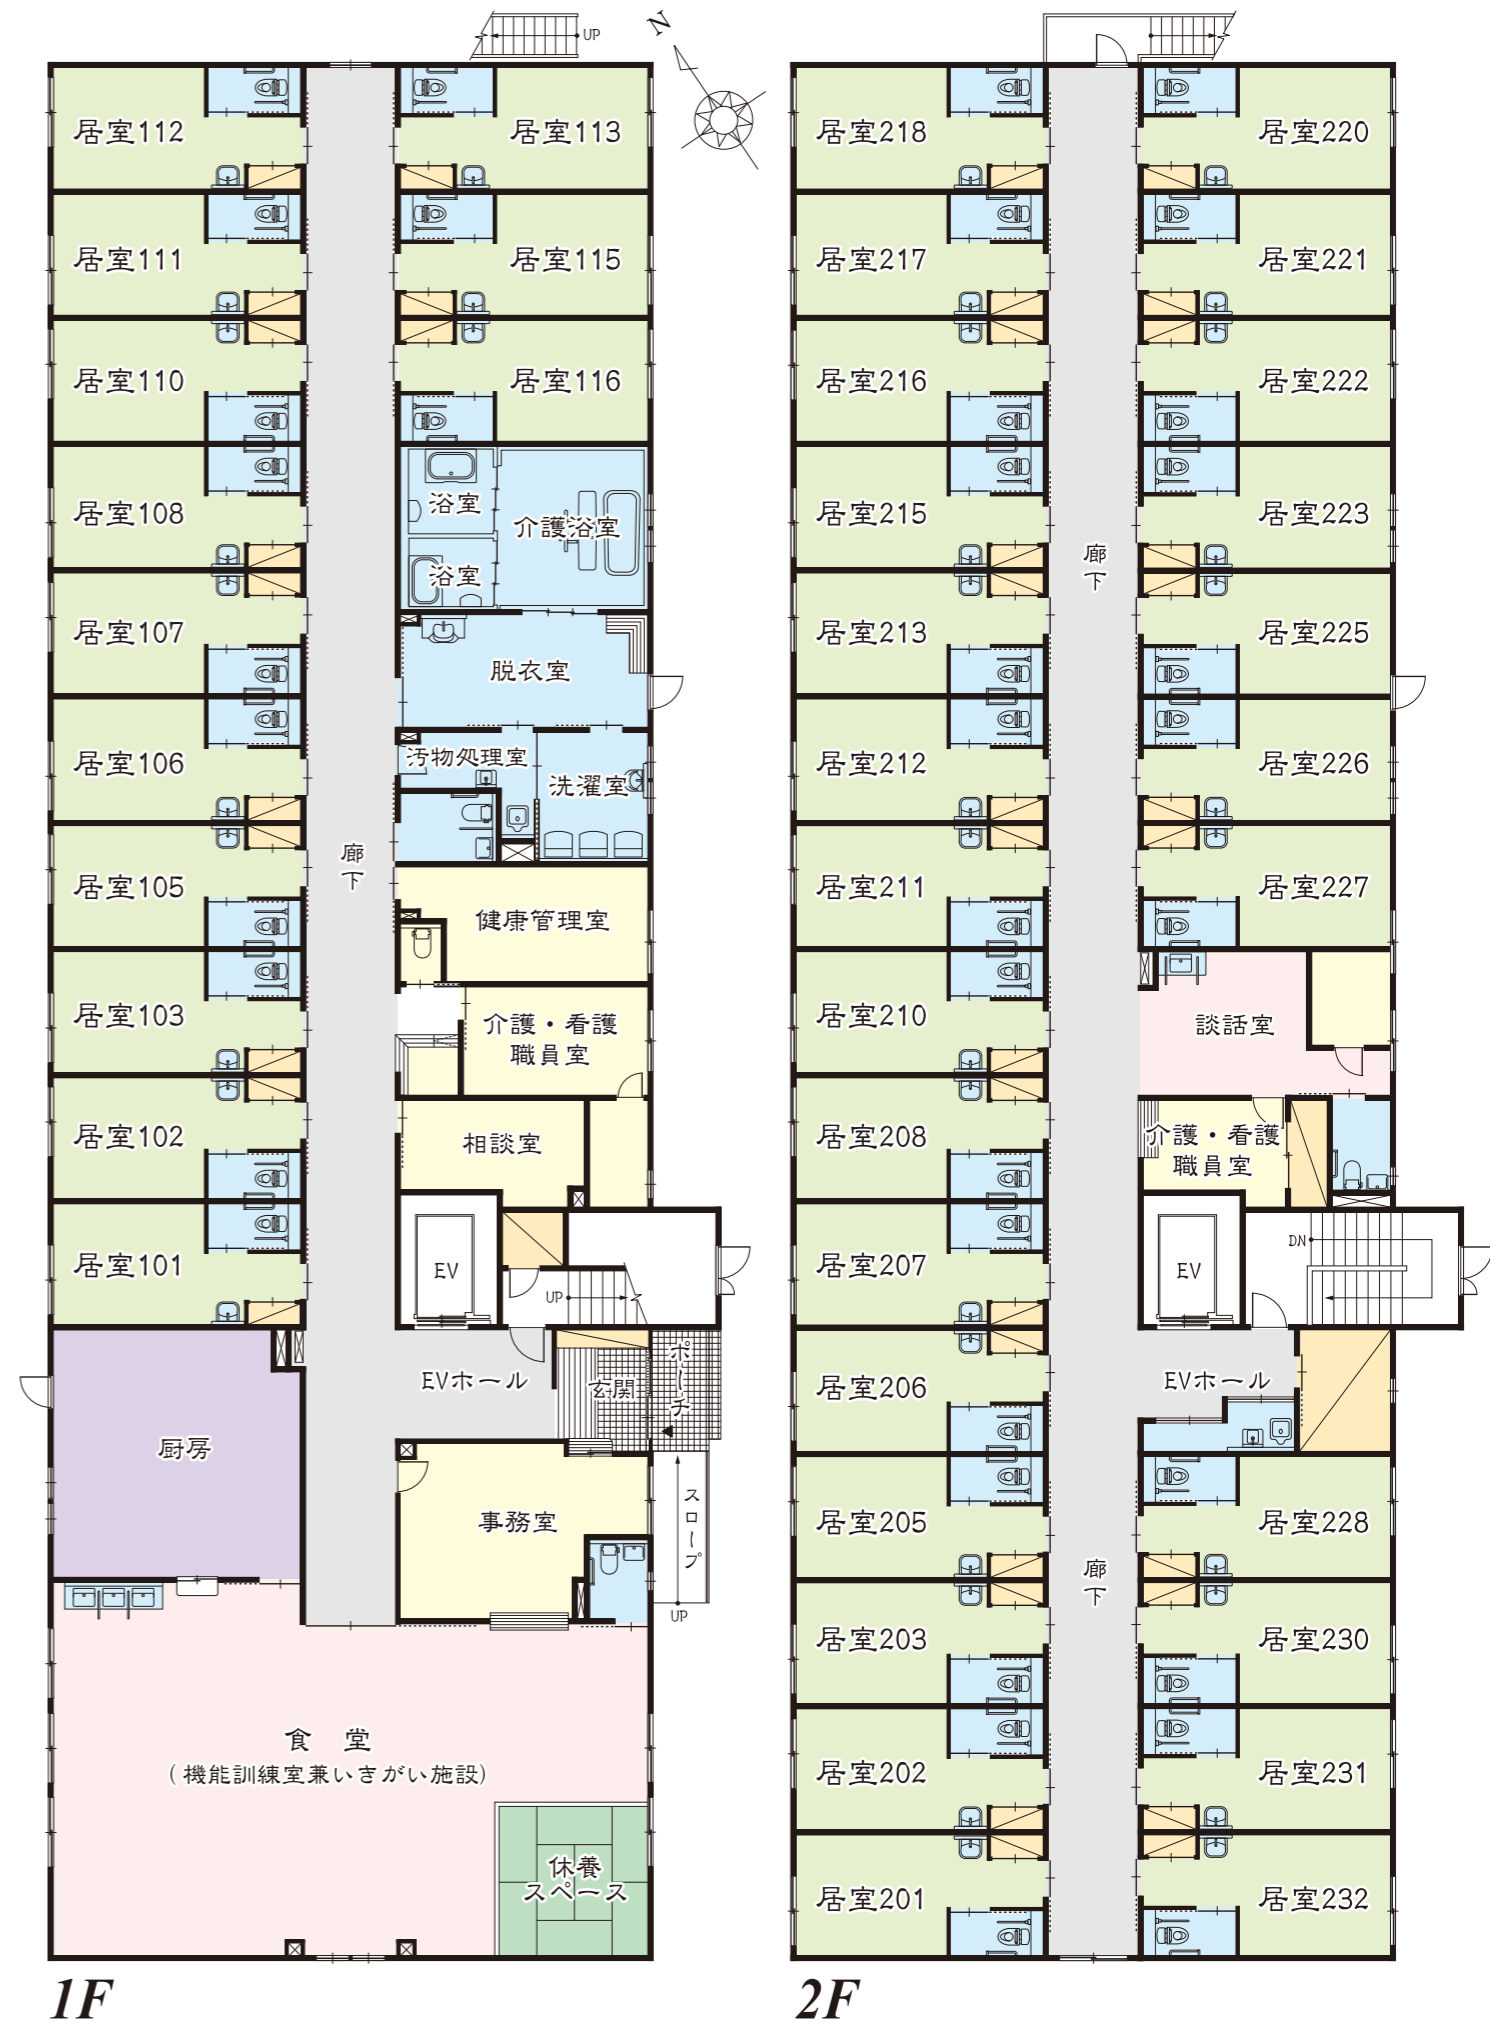 UP
N
居室112
居室113
居室111
居室115
居室110
居室116
居室108
浴室
介護浴室
浴室
居室107
脱衣室
居室106
汚物処理室
洗濯室
居室105
廊下
健康管理室
居室103
介護・看護
職員室
居室102
相談室
居室101
EV
UP
EVホール
玄関
ポーチ
厨房
事務室
スロープ
UP
食 堂
(機能訓練室兼いきがい施設)
休養
スペース
1F
居室218
居室220
居室217
居室221
居室216
居室222
居室215
居室223
廊下
居室213
居室225
居室212
居室226
居室211
居室227
居室210
談話室
居室208
介護・看護
職員室
居室207
EV
DN
居室206
EVホール
居室205
居室228
廊下
居室203
居室230
居室202
居室231
居室201
居室232
2F